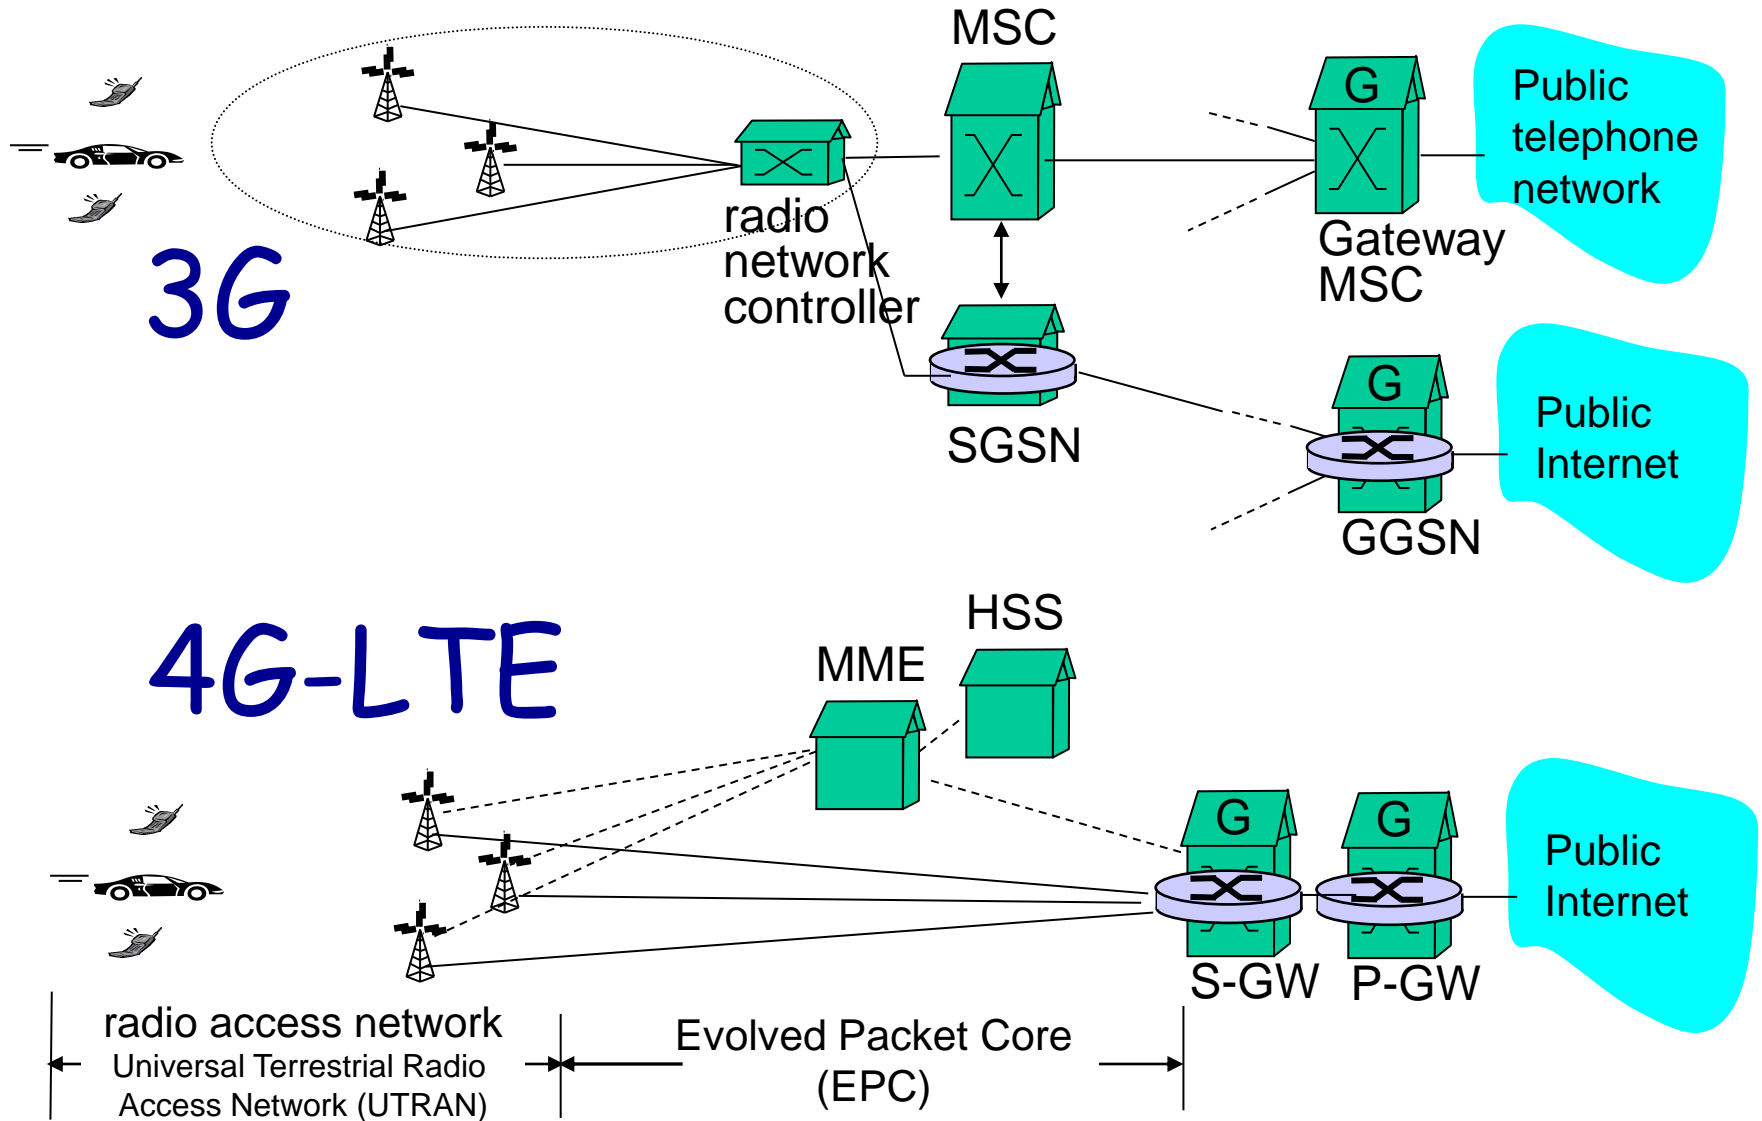 MSC
G
Public
telephone
network
radio
network
controller
Gateway
MSC
3G
SGSN
G
Public
Internet
GGSN
4G-LTE
HSS
MME
G
G
Public
Internet
S-GW
P-GW
radio access network
Universal Terrestrial Radio
Access Network (UTRAN)
Evolved Packet Core
(EPC)